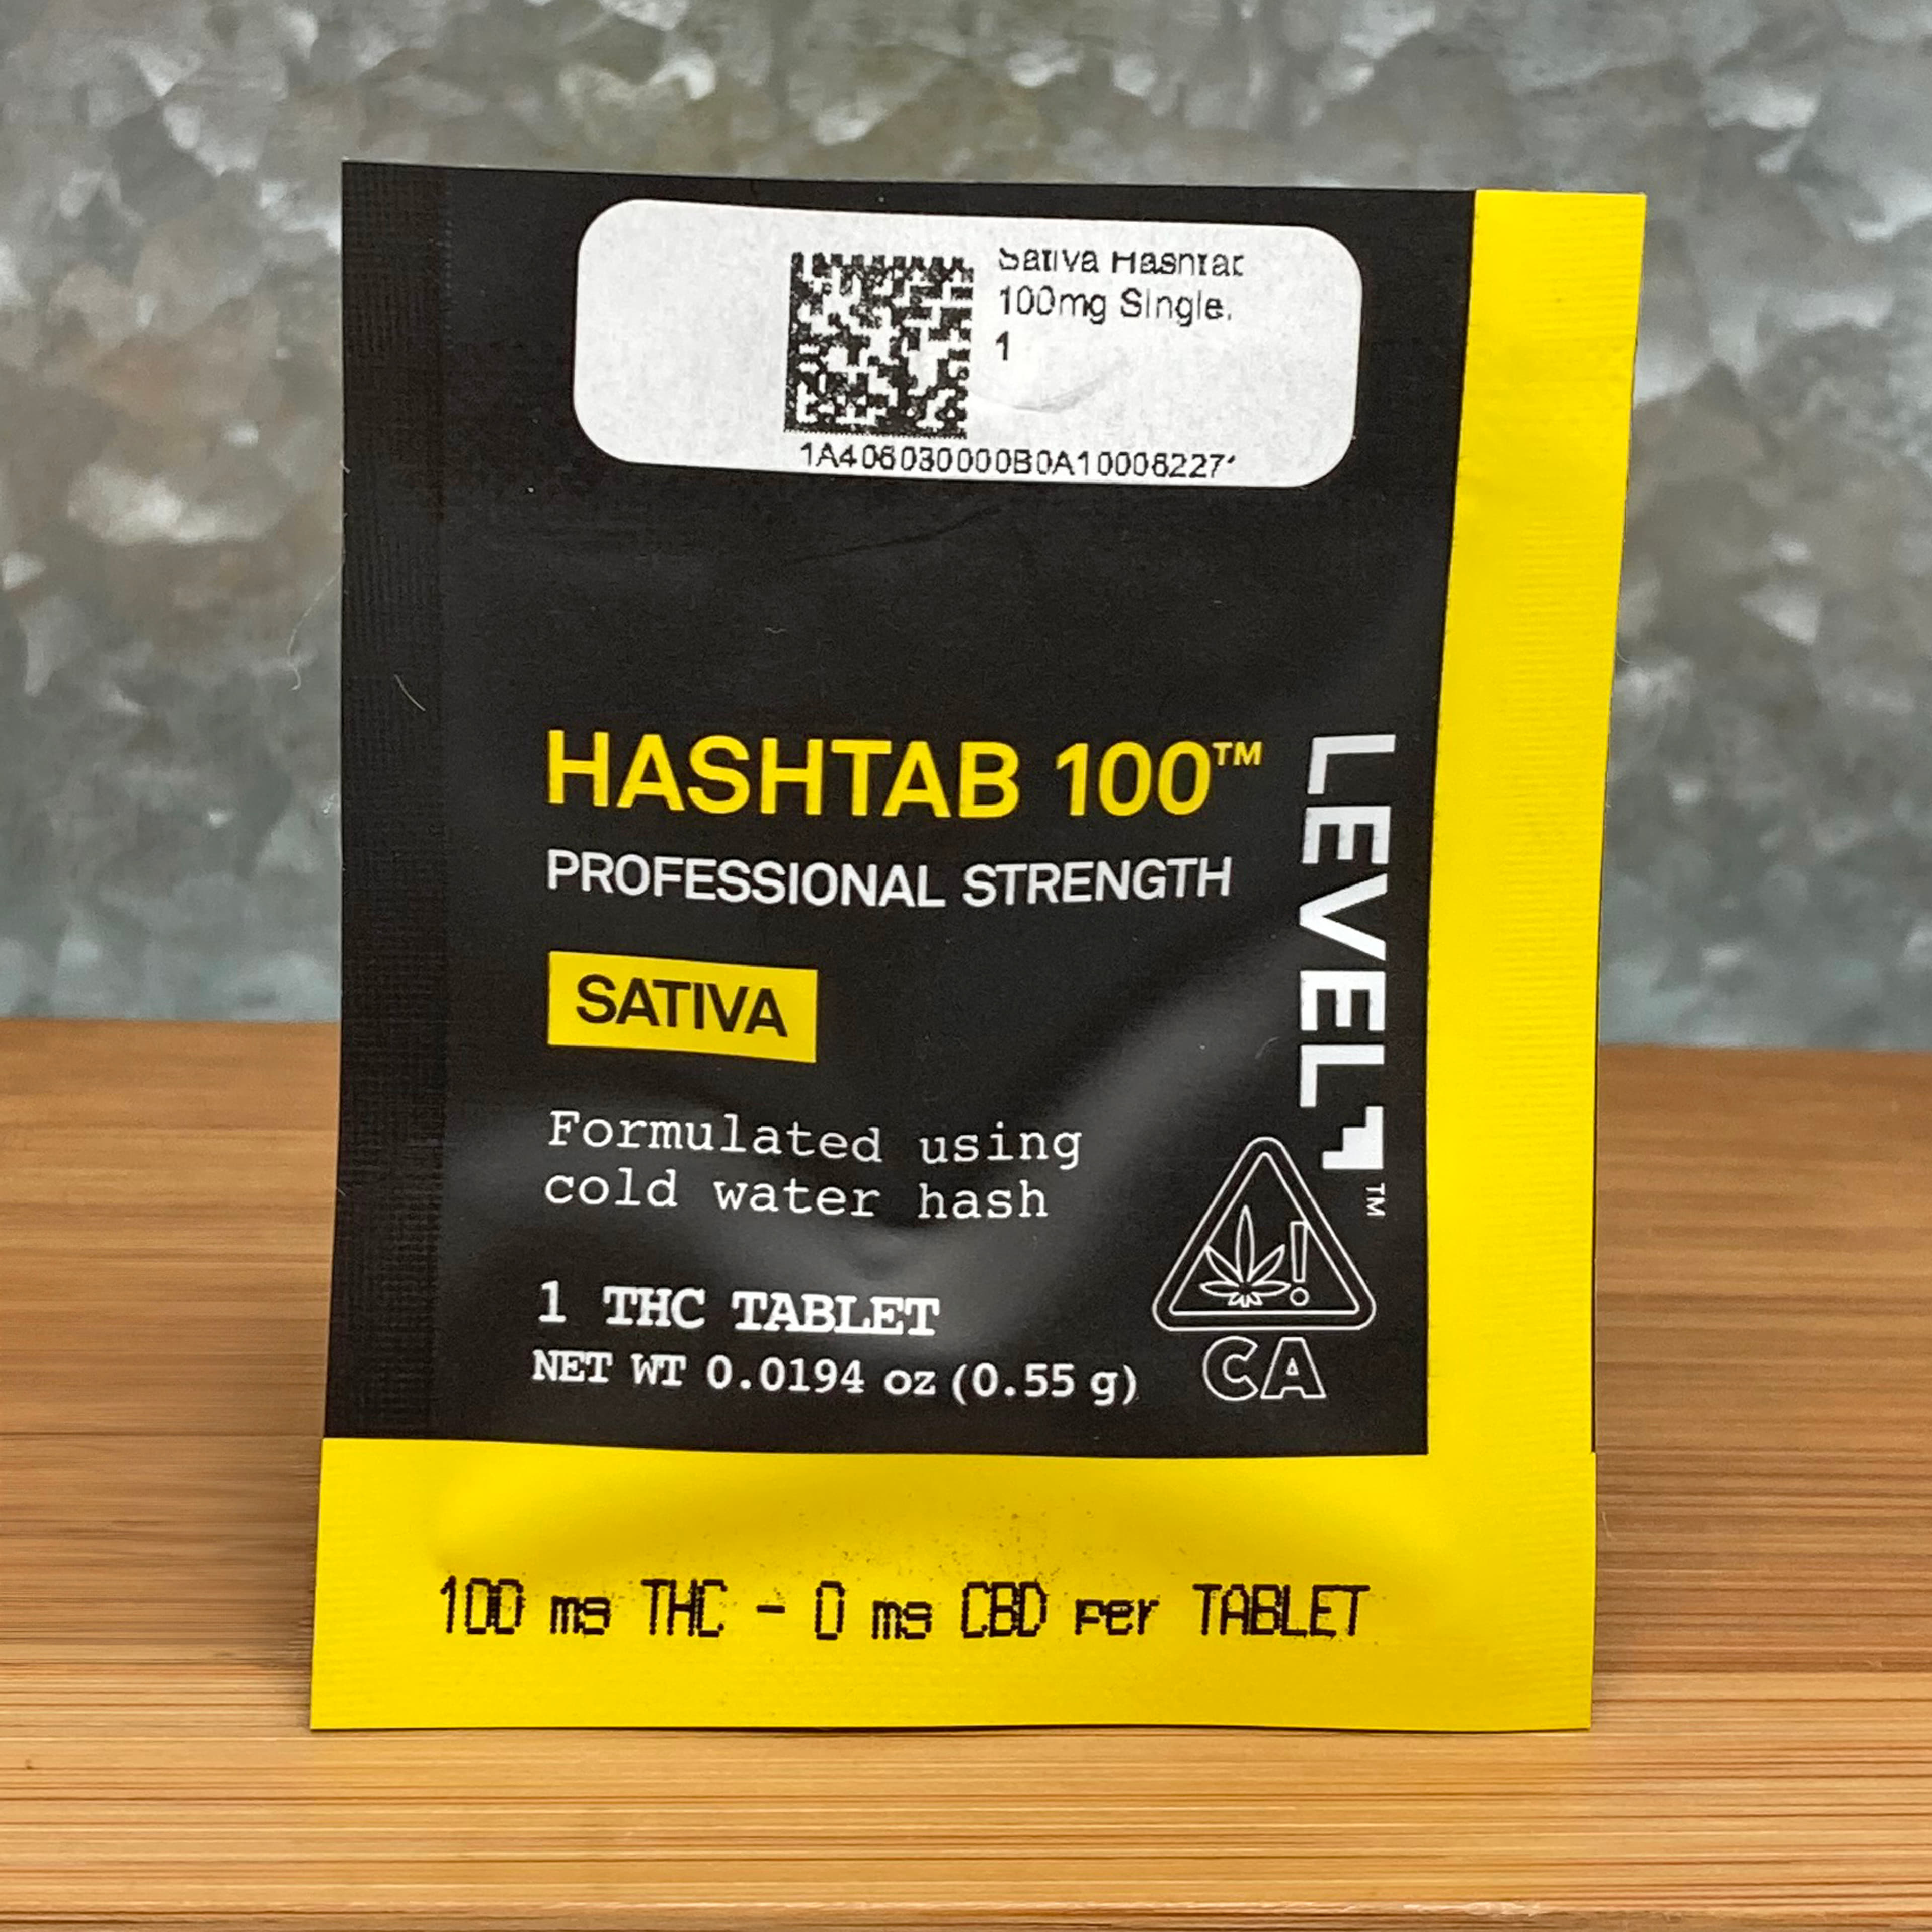 Sativa Hashtab
100mg Single,
1
HASHTAB 100™
PROFESSIONAL STRENGTH
LEVEL™
SATIVA
Formulated using
cold water hash
1 THC TABLET
NET WT 0.0194 oz (0.55 g)
CA
100 mg THC - 0 mg CBD per TABLET